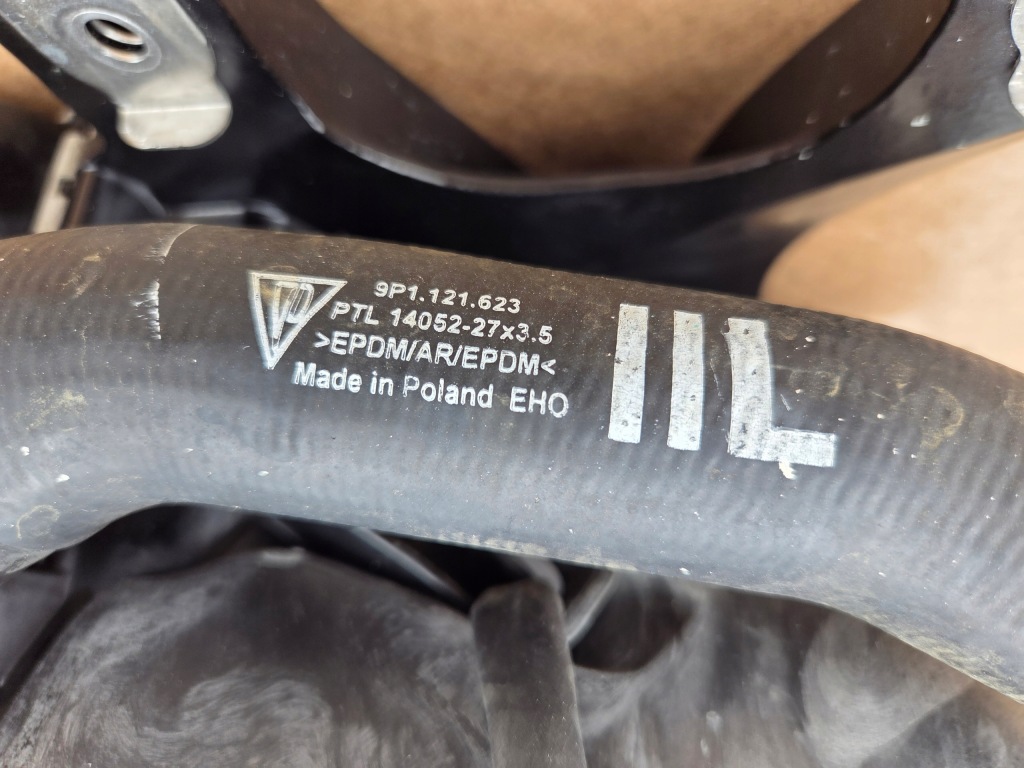 9P1.121.623
PTL 14052-27x3.5
>EPDM/AR/EPDM<
Made in Poland EHO
IIL